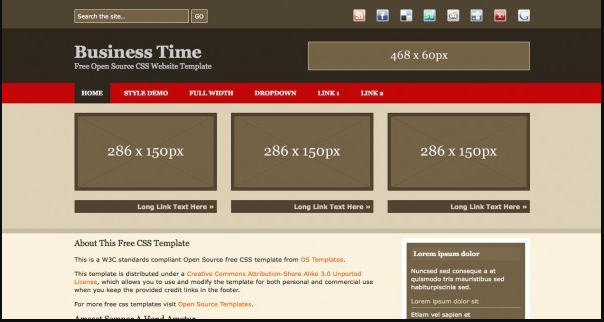 Search the site... GO
Business Time
Free Open Source CSS Website Template
468 x 60px
HOME STYLE DEMO FULL WIDTH DROPDOWN LINK 1 LINK 2
286 x 150px 286 x 150px 286 x 150px
Long Link Text Here » Long Link Text Here » Long Link Text Here »
About This Free CSS Template
This is a W3C standards compliant Open Source free CSS template from OS Templates.
This template is distributed under a Creative Commons Attribution-Share Alike 3.0 Unported
License, which allows you to use and modify the template for both personal and commercial use
when you keep the provided credit links in the footer.
For more free css templates visit Open Source Templates.
Lorem ipsum dolor
Nuncsed sed conseque a at
quismodo tris mauristibus sed
habiturpiscinia sed.
Lorem ipsum dolor sit
Etiam vel sapien et